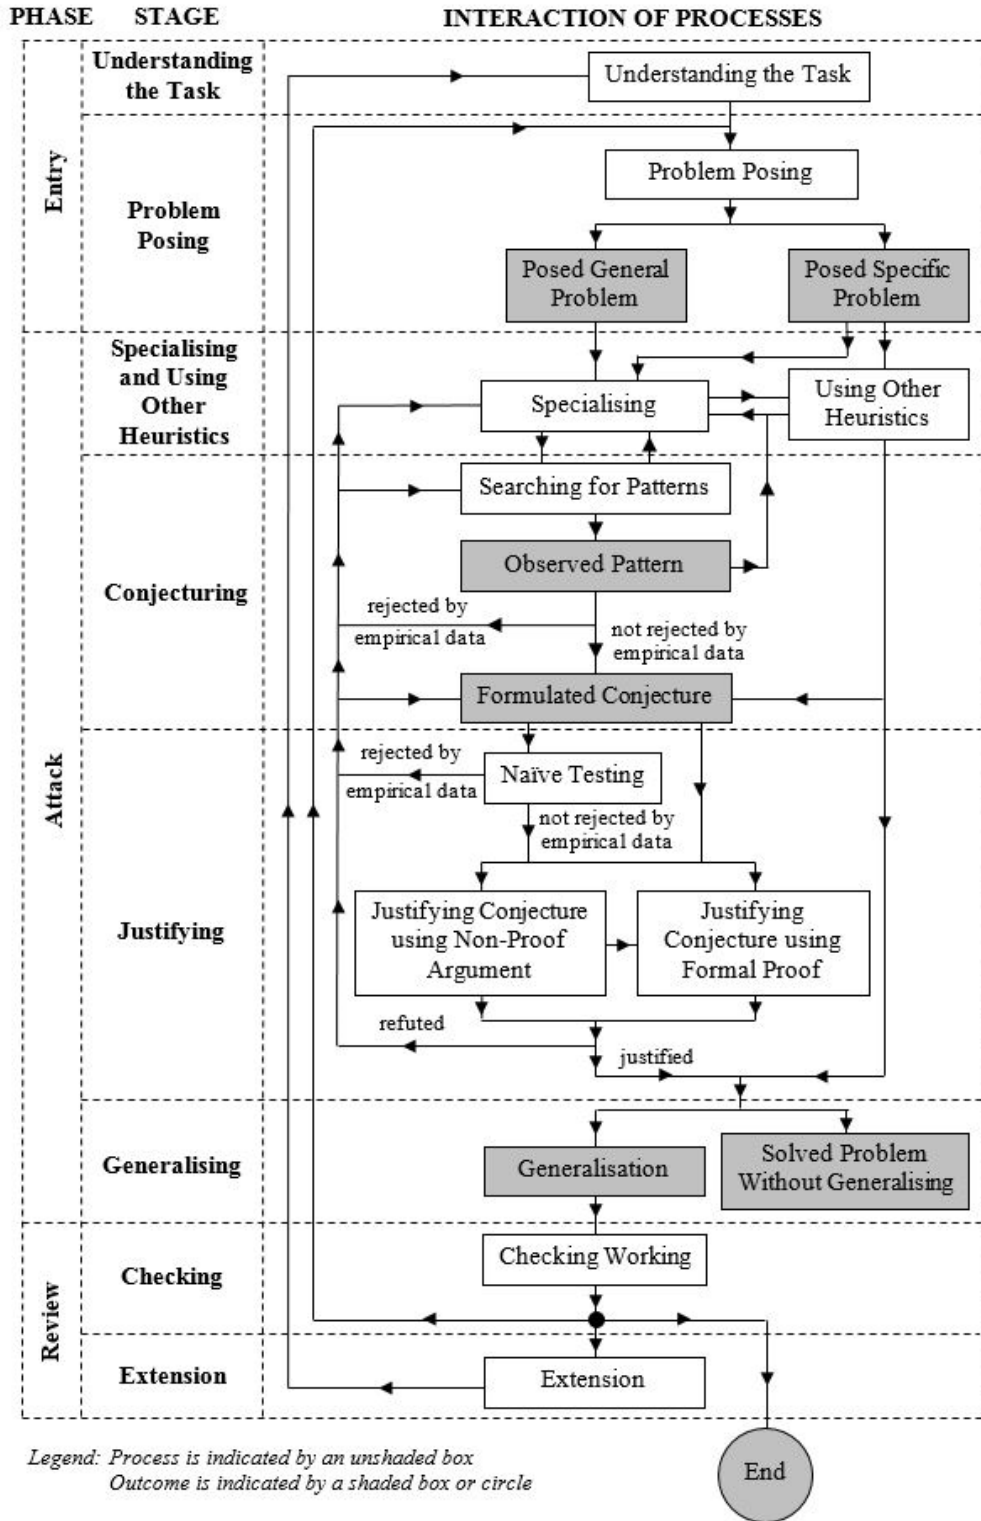 PHASE STAGE INTERACTION OF PROCESSES
Entry
Understanding
the Task
Understanding the Task
Problem
Posing
Problem Posing
Posed General
Problem
Posed Specific
Problem
Attack
Specialising
and Using
Other
Heuristics
Specialising
Using Other
Heuristics
Conjecturing
Searching for Patterns
Observed Pattern
rejected by
empirical data
not rejected by
empirical data
Formulated Conjecture
Justifying
rejected by
empirical data
Naïve Testing
not rejected by
empirical data
Justifying Conjecture
using Non-Proof
Argument
Justifying
Conjecture using
Formal Proof
refuted
justified
Generalising
Generalisation
Solved Problem
Without Generalising
Review
Checking
Checking Working
Extension
Extension
End
Legend: Process is indicated by an unshaded box
Outcome is indicated by a shaded box or circle